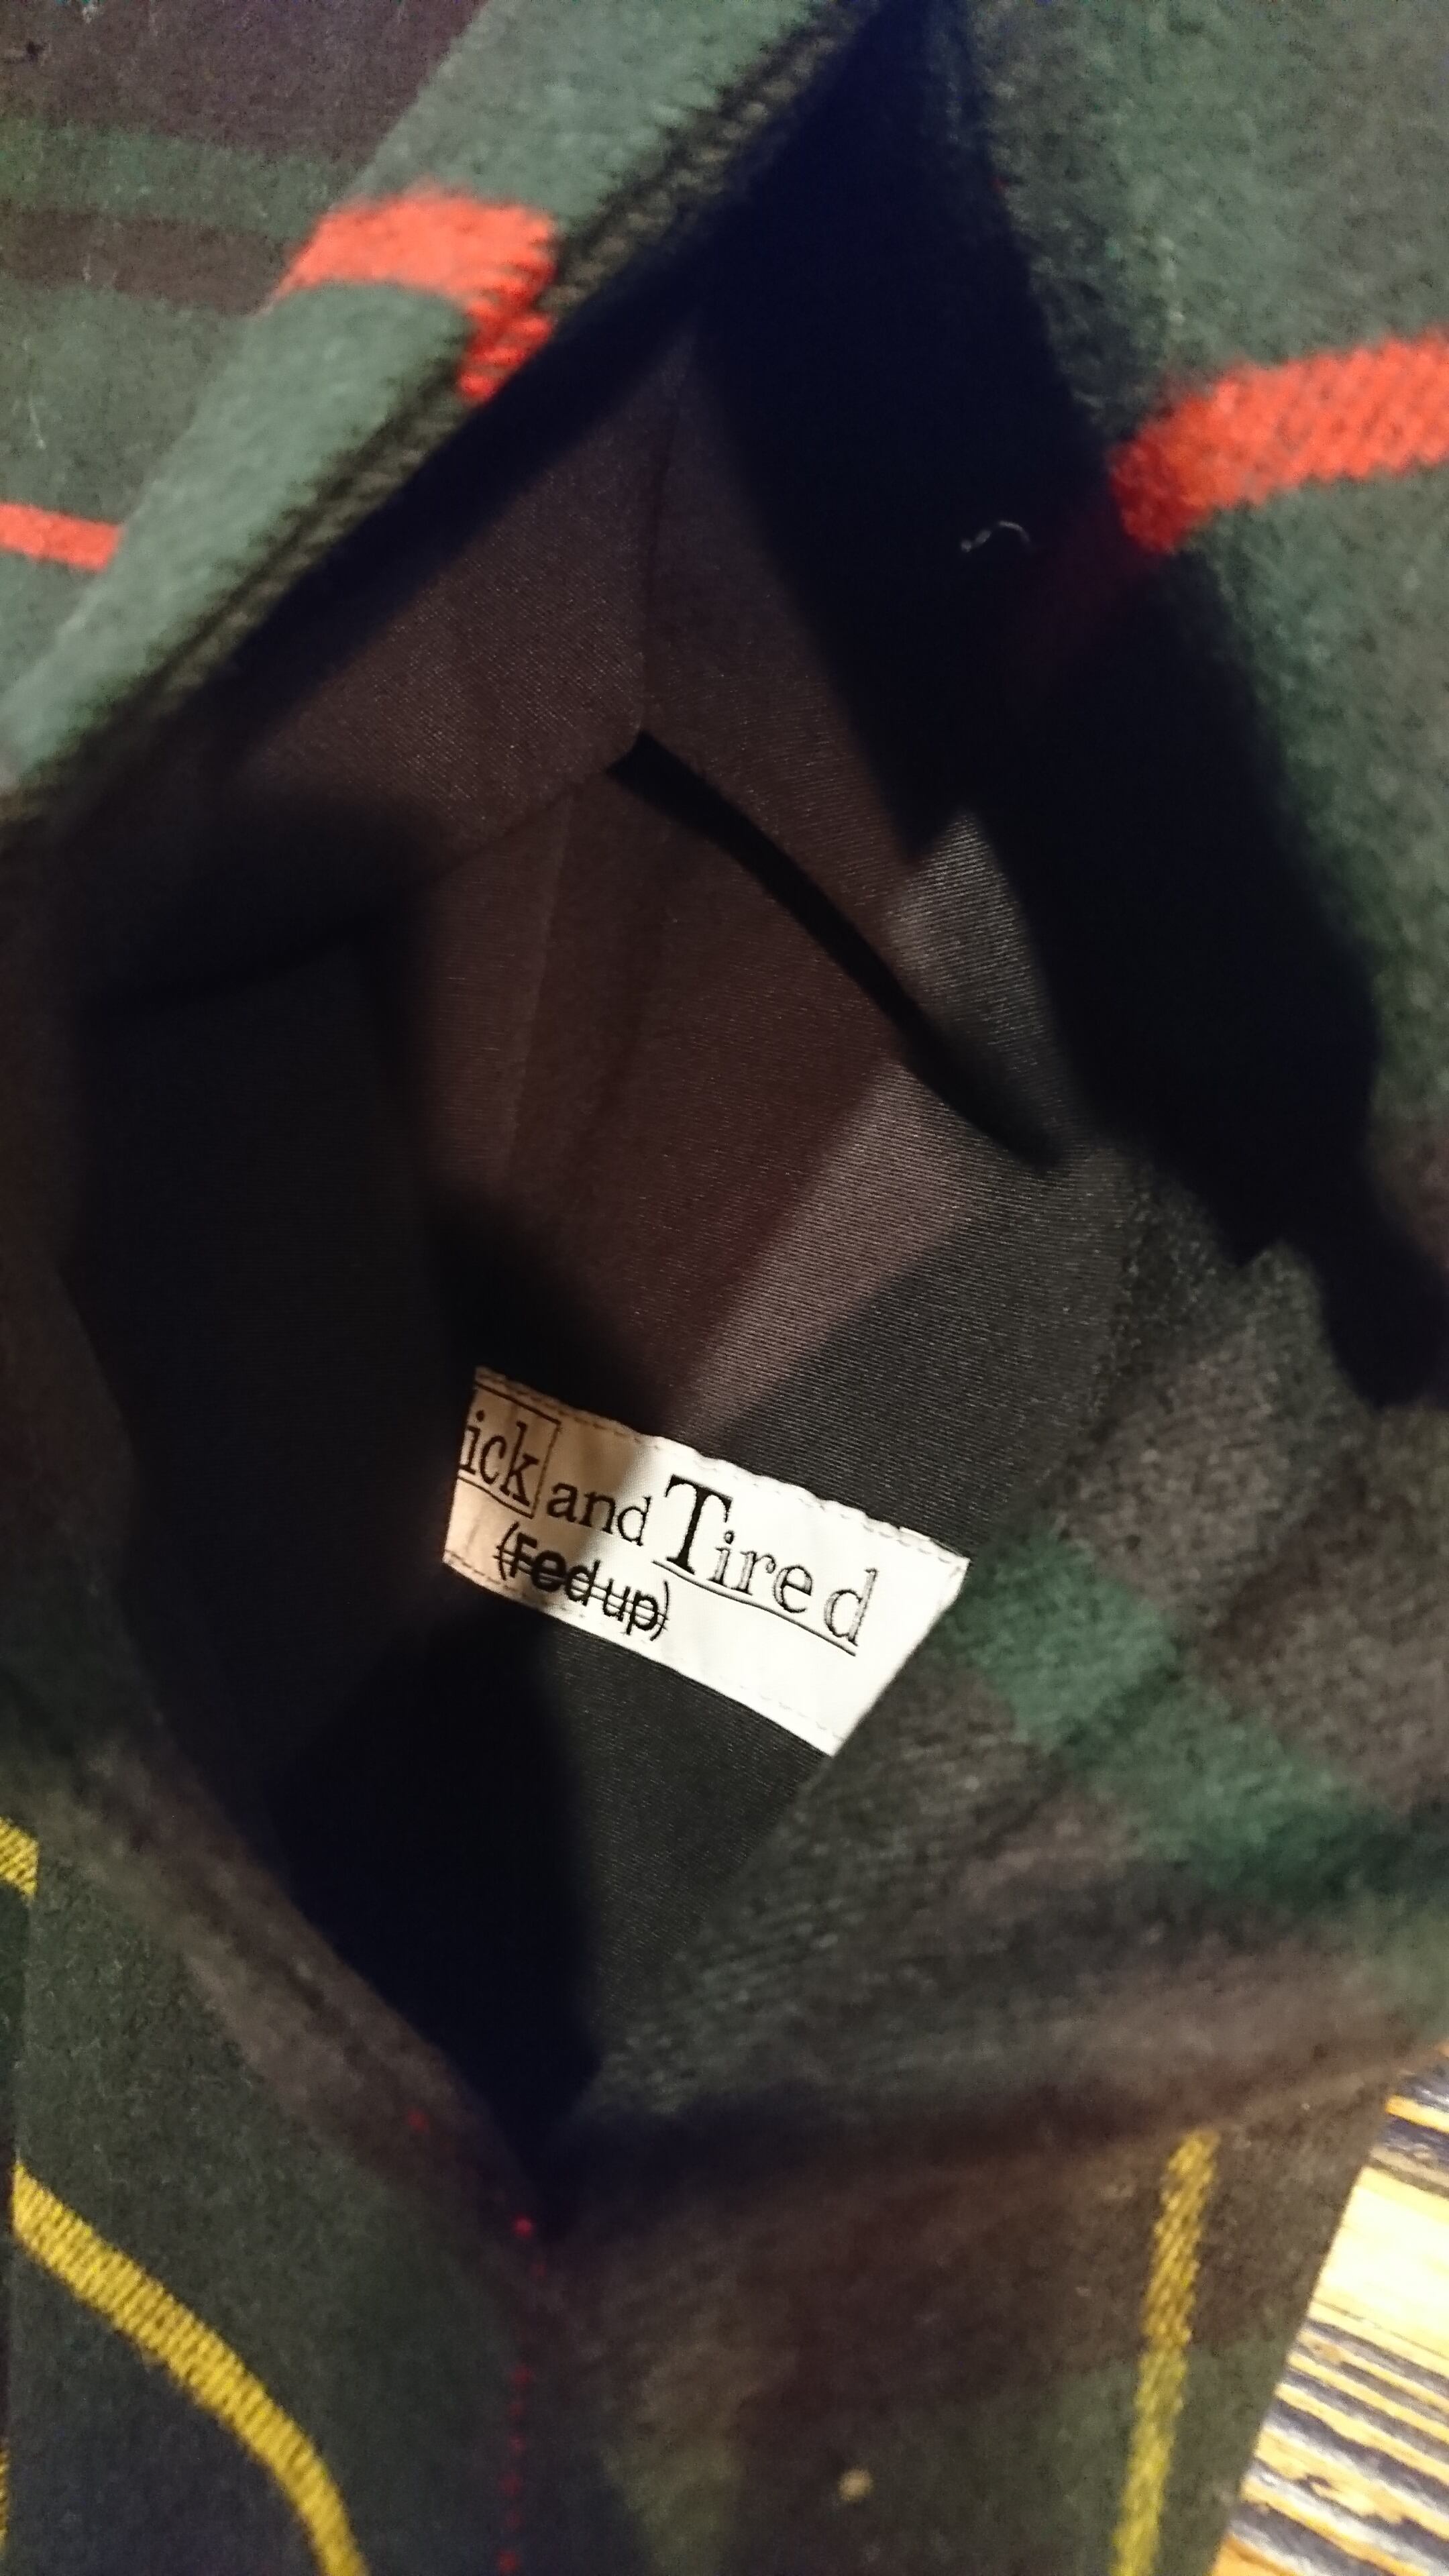 ick and Tired
(Fed up)